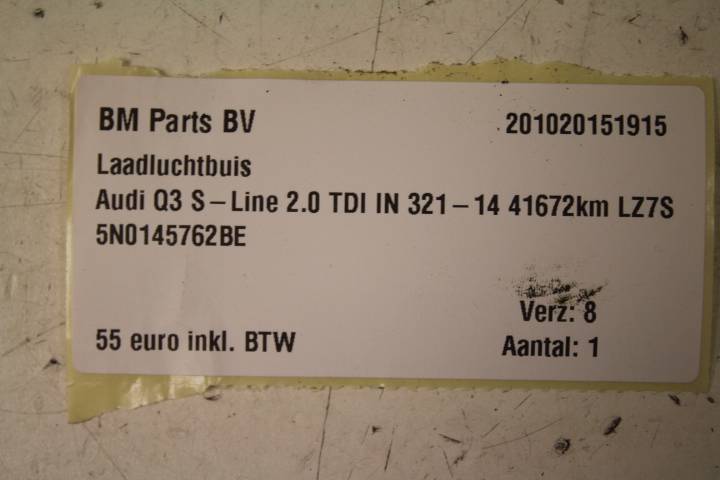 BM Parts BV 201020151915
Laadluchtbuis
Audi Q3 S-Line 2.0 TDI IN 321-14 41672km LZ7S
5N0145762BE
Verz: 8
55 euro inkl. BTW Aantal: 1